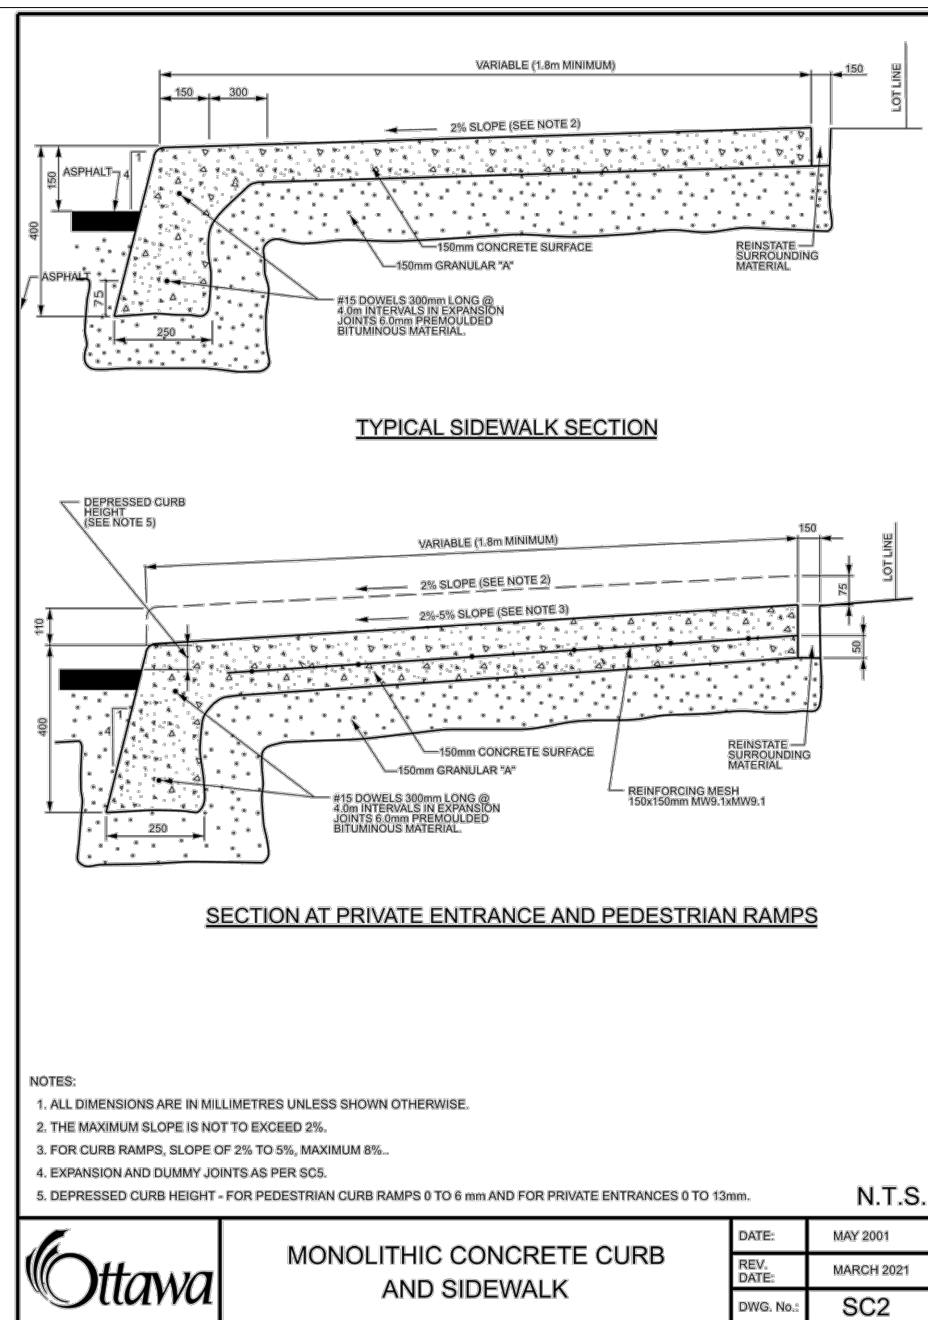 VARIABLE (1.8m MINIMUM)
150
LOT LINE
150
300
2% SLOPE (SEE NOTE 2)
1
4
ASPHALT
150
400
ASPHALT
75
250
150mm CONCRETE SURFACE
150mm GRANULAR "A"
REINSTATE
SURROUNDING
MATERIAL
#15 DOWELS 300mm LONG @
4.0m INTERVALS IN EXPANSION
JOINTS 6.0mm PREMOULDED
BITUMINOUS MATERIAL.
TYPICAL SIDEWALK SECTION
DEPRESSED CURB
HEIGHT
(SEE NOTE 5)
VARIABLE (1.8m MINIMUM)
150
LOT LINE
2% SLOPE (SEE NOTE 2)
75
2%-5% SLOPE (SEE NOTE 3)
110
50
400
1
4
150mm CONCRETE SURFACE
150mm GRANULAR "A"
REINSTATE
SURROUNDING
MATERIAL
REINFORCING MESH
150x150mm MW9.1xMW9.1
#15 DOWELS 300mm LONG @
4.0m INTERVALS IN EXPANSION
JOINTS 6.0mm PREMOULDED
BITUMINOUS MATERIAL.
250
SECTION AT PRIVATE ENTRANCE AND PEDESTRIAN RAMPS
NOTES:
1. ALL DIMENSIONS ARE IN MILLIMETRES UNLESS SHOWN OTHERWISE.
2. THE MAXIMUM SLOPE IS NOT TO EXCEED 2%.
3. FOR CURB RAMPS, SLOPE OF 2% TO 5%, MAXIMUM 8%..
4. EXPANSION AND DUMMY JOINTS AS PER SC5.
5. DEPRESSED CURB HEIGHT - FOR PEDESTRIAN CURB RAMPS 0 TO 6 mm AND FOR PRIVATE ENTRANCES 0 TO 13mm.
N.T.S.
Ottawa
MONOLITHIC CONCRETE CURB
AND SIDEWALK
DATE: MAY 2001
REV.
DATE: MARCH 2021
DWG. No.: SC2